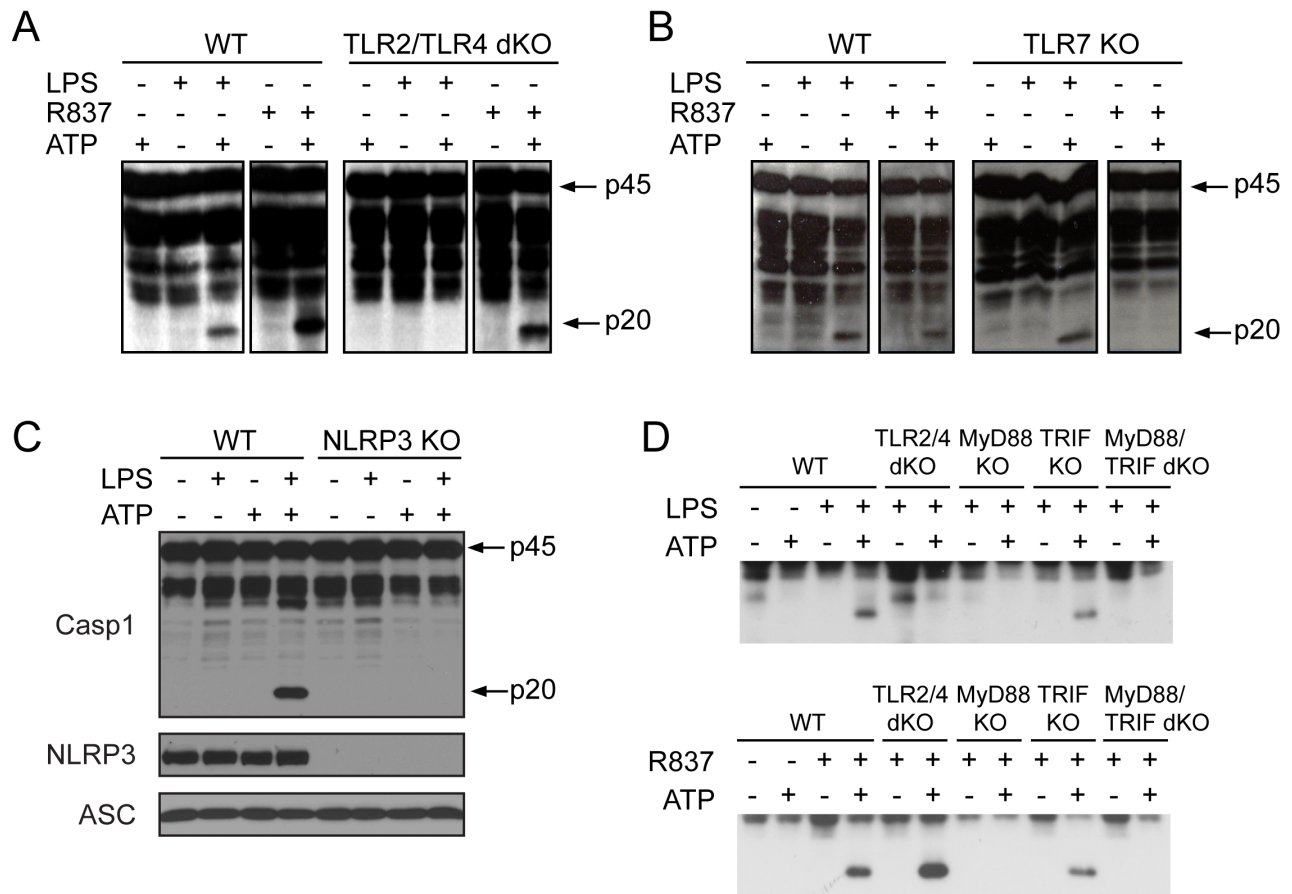 A
WT TLR2/TLR4 dKO
LPS - + + - - - + + - -
R837 - - - + + - - - + +
ATP + - + - + + - + - +
p45
p20
B
WT TLR7 KO
LPS - + + - - - + + - -
R837 - - - + + - - - + +
ATP + - + - + + - + - +
p45
p20
C
WT NLRP3 KO
LPS - + - + - + - +
ATP - - + + - - + +
p45
Casp1
p20
NLRP3
ASC
D
TLR2/4 MyD88 TRIF MyD88/
WT dKO KO KO TRIF dKO
LPS - - + + + + + + + + + +
ATP - + - + - + - + - + - +
TLR2/4 MyD88 TRIF MyD88/
WT dKO KO KO TRIF dKO
R837 - - + + + + + + + + + +
ATP - + - + - + - + - + - +